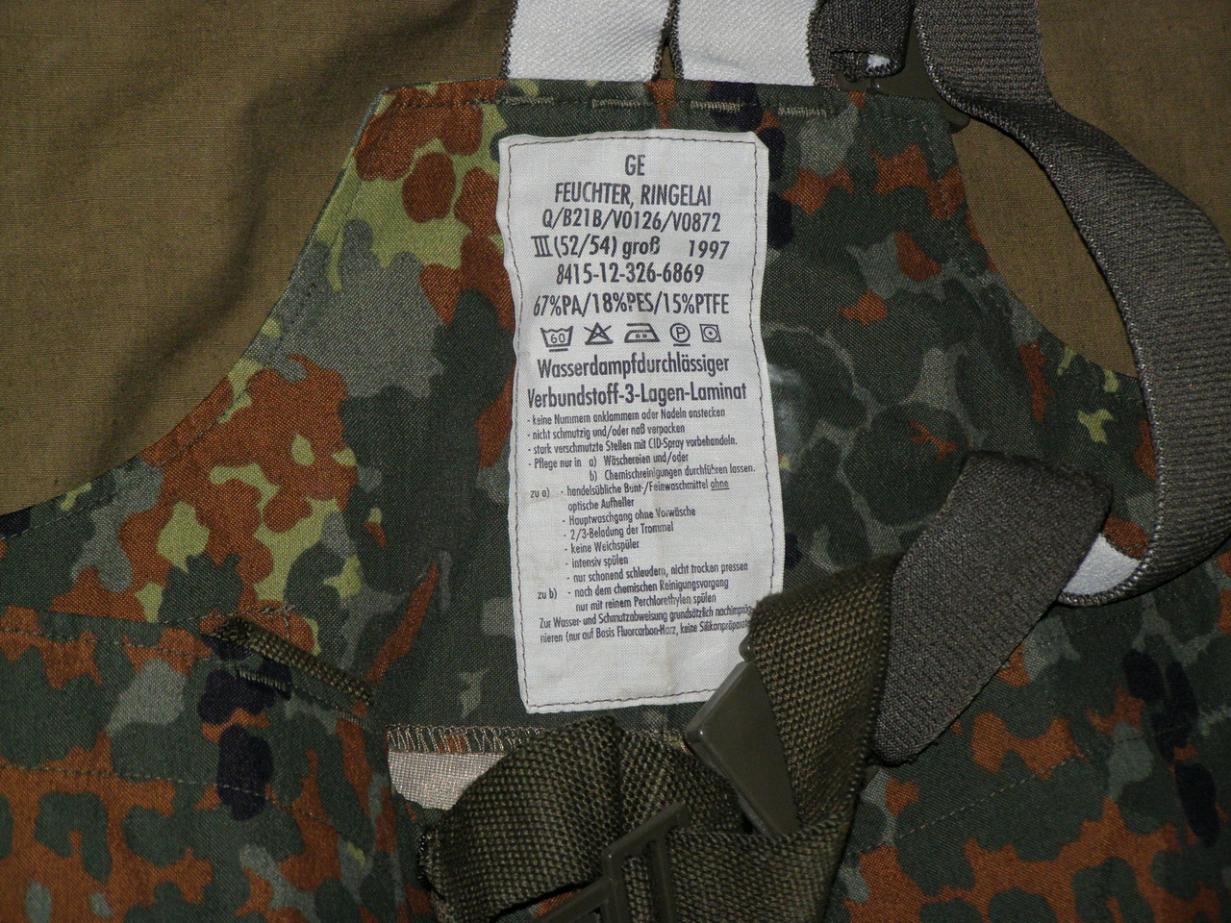 GE
FEUCHTER, RINGELAI
Q/B21B/V0126/V0872
III (52/54) groß 1997
8415-12-326-6869
67%PA/18%PES/15%PTFE
60 P
Wasserdampfdurchlässiger
Verbundstoff-3-Lagen-Laminat
- keine Nummern anklammern oder Nadeln anstecken
- nicht schmutzig und/oder naß verpacken
- stark verschmutzte Stellen mit CID-Spray vorbehandeln.
- Pflege nur in a) Wäschereien und/oder
b) Chemischreinigungen durchführen lassen.
zu a) - handelsübliche Bunt-/Feinwaschmittel ohne
optische Aufheller
- Hauptwaschgang ohne Vorwäsche
- 2/3-Beladung der Trommel
- keine Weichspüler
- intensiv spülen
- nur schonend schleudern, nicht trocken pressen
zu b) - nach dem chemischen Reinigungsvorgang
nur mit reinem Perchlorethylen spülen
Zur Wasser- und Schmutzabweisung grundsätzlich nachimpräg-
nieren (nur auf Basis Fluorcarbon-Harz, keine